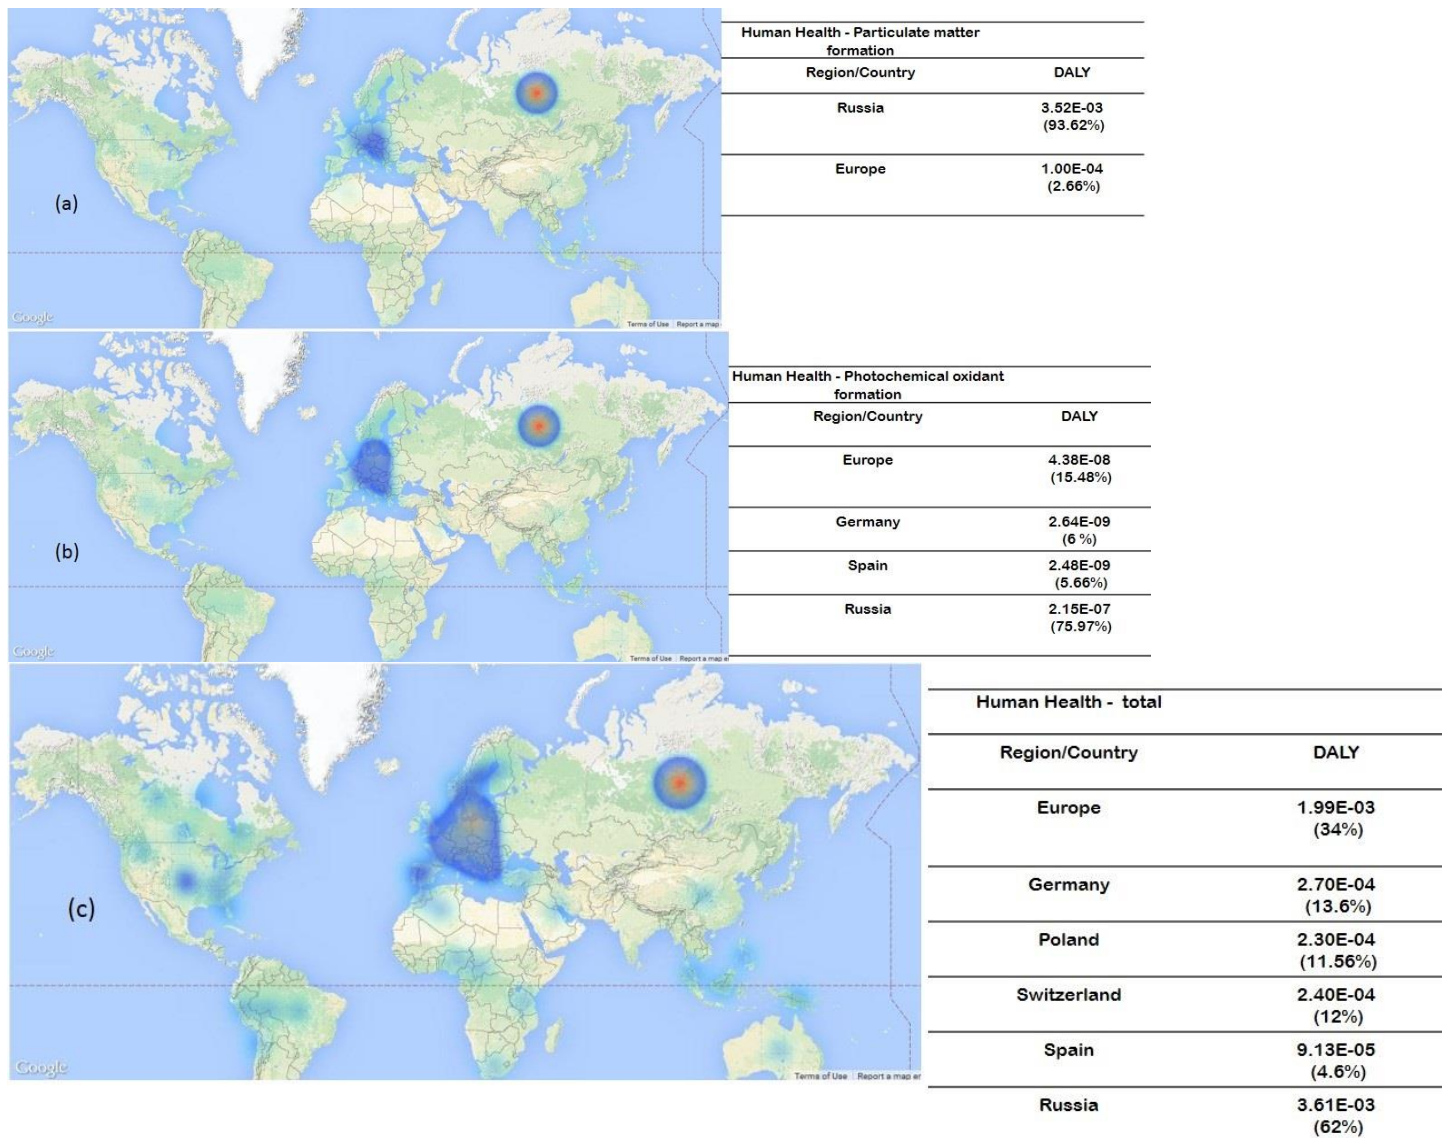 Human Health - Particulate matter
formation
Region/Country DALY
Russia 3.52E-03
(93.62%)
Europe 1.00E-04
(2.66%)
(a)
Google
Terms of Use Report a map
Human Health - Photochemical oxidant
formation
Region/Country DALY
Europe 4.38E-08
(15.48%)
Germany 2.64E-09
(6 %)
Spain 2.48E-09
(5.66%)
Russia 2.15E-07
(75.97%)
(b)
Google
Terms of Use Report a map e
Human Health - total
Region/Country DALY
Europe 1.99E-03
(34%)
Germany 2.70E-04
(13.6%)
Poland 2.30E-04
(11.56%)
Switzerland 2.40E-04
(12%)
Spain 9.13E-05
(4.6%)
Russia 3.61E-03
(62%)
(c)
Google
Terms of Use Report a map er